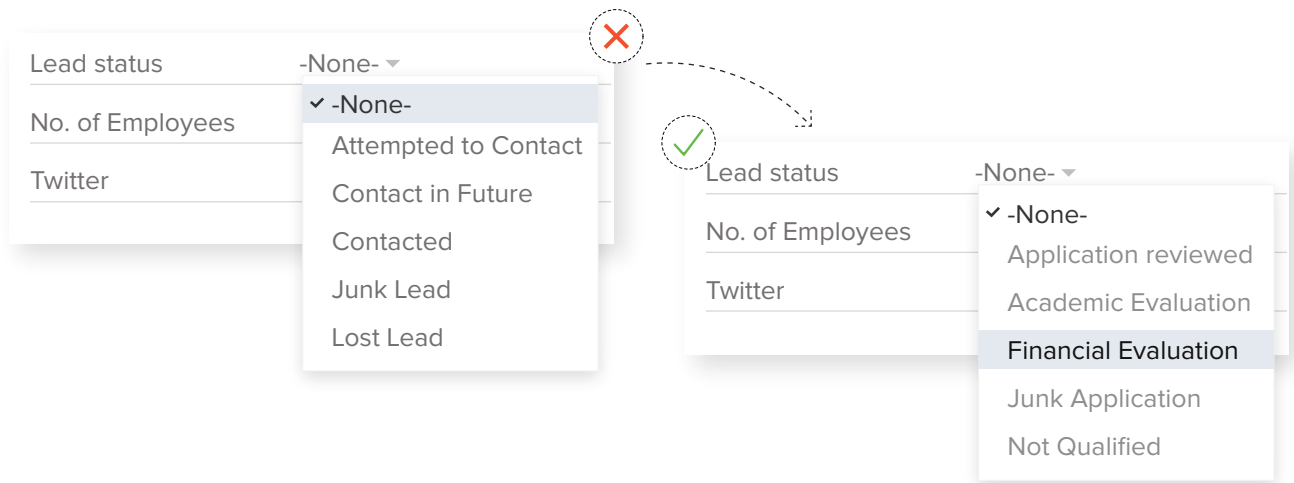 Lead status -None-
-None-
No. of Employees
Attempted to Contact
Twitter
Contact in Future
Contacted
Junk Lead
Lost Lead
Lead status -None-
-None-
No. of Employees
Application reviewed
Twitter
Academic Evaluation
Financial Evaluation
Junk Application
Not Qualified